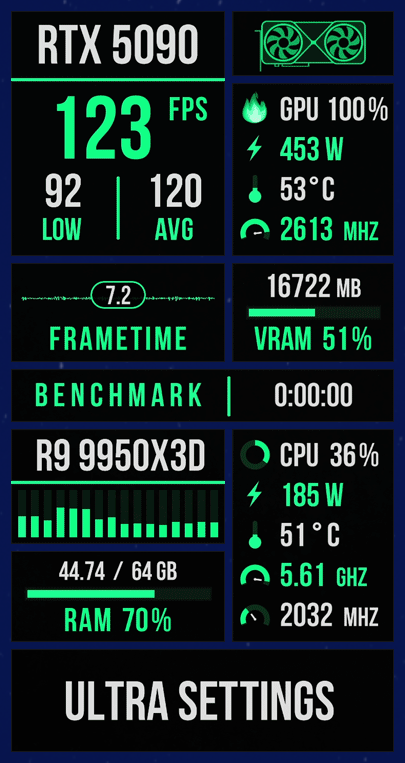 RTX 5090
123 FPS
92 120
LOW AVG
GPU 100%
453 W
53°C
2613 MHZ
7.2
FRAMETIME
16722 MB
VRAM 51%
BENCHMARK 0:00:00
R9 9950X3D
44.74 / 64 GB
RAM 70%
CPU 36%
185 W
51°C
5.61 GHZ
2032 MHZ
ULTRA SETTINGS